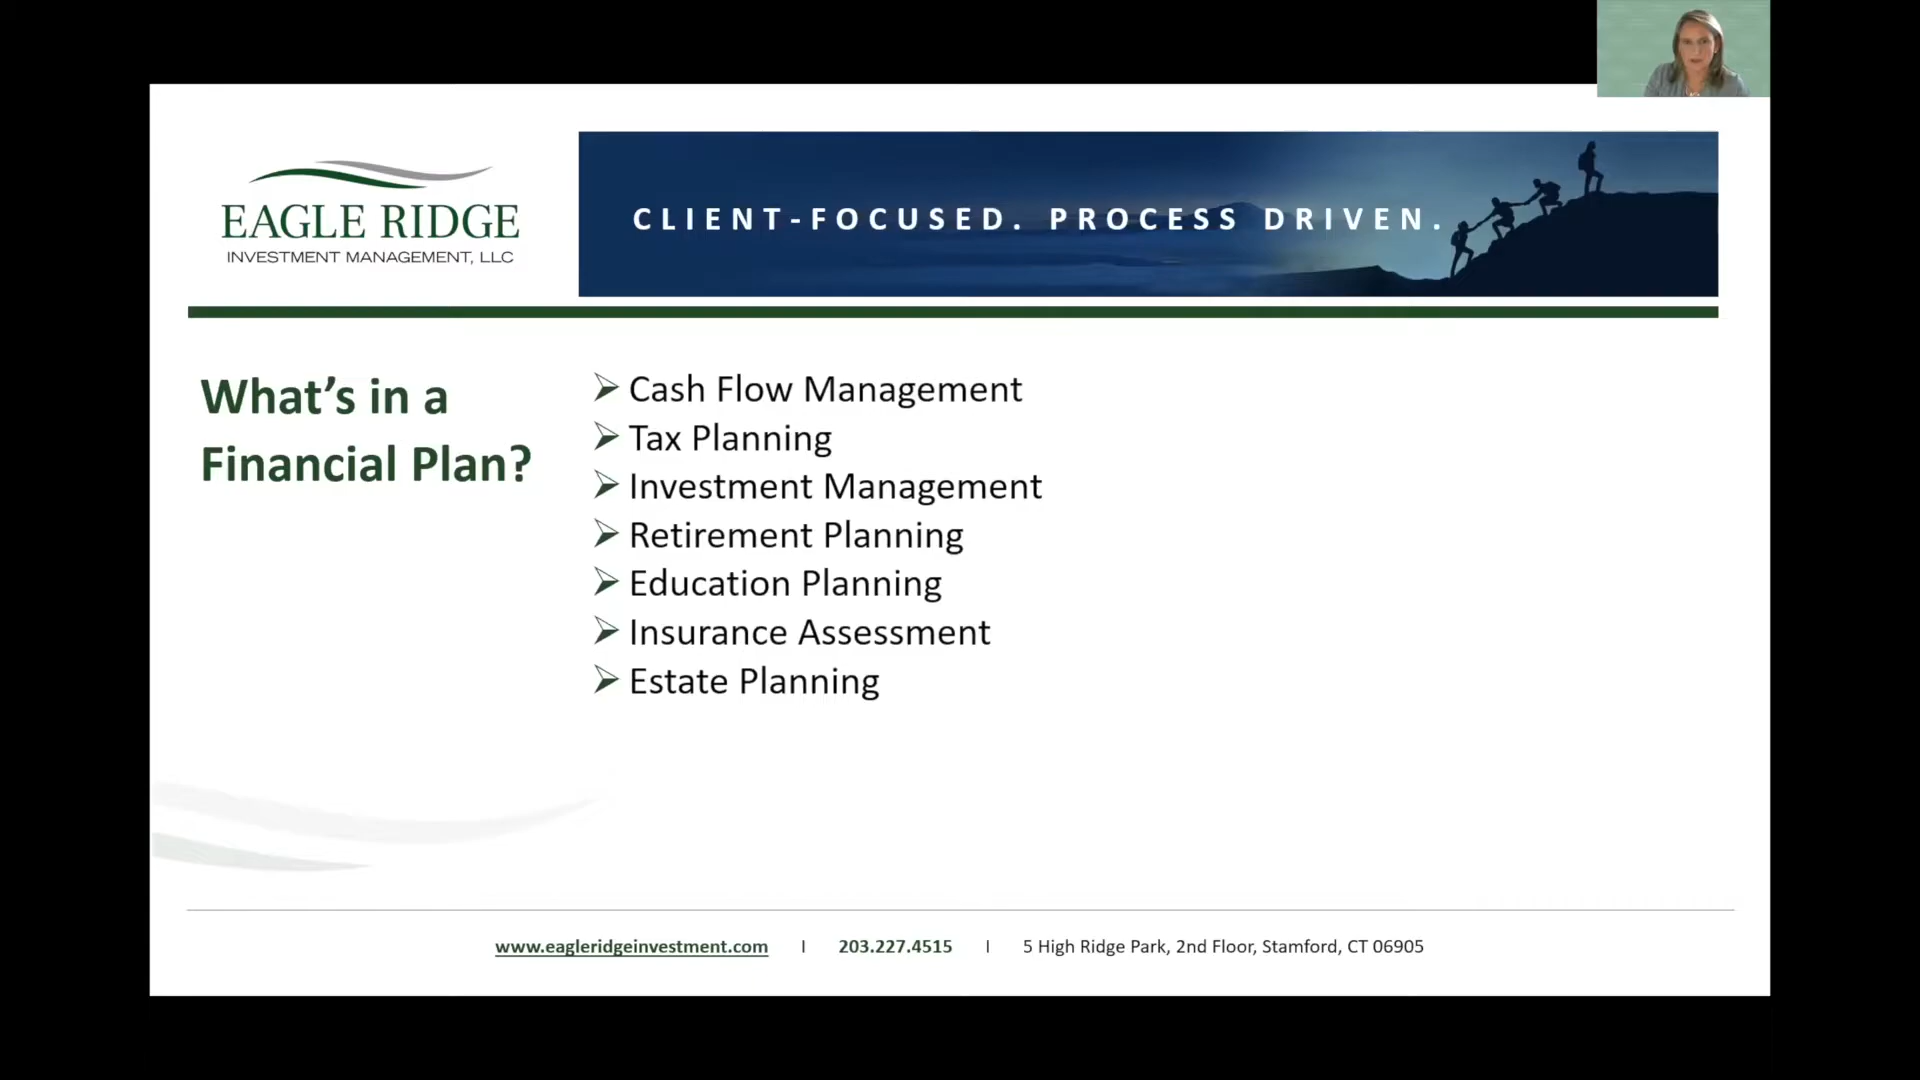 EAGLE RIDGE
INVESTMENT MANAGEMENT, LLC
CLIENT-FOCUSED. PROCESS DRIVEN.
What’s in a
Financial Plan?
➢ Cash Flow Management
➢ Tax Planning
➢ Investment Management
➢ Retirement Planning
➢ Education Planning
➢ Insurance Assessment
➢ Estate Planning
www.eagleridgeinvestment.com I 203.227.4515 I 5 High Ridge Park, 2nd Floor, Stamford, CT 06905